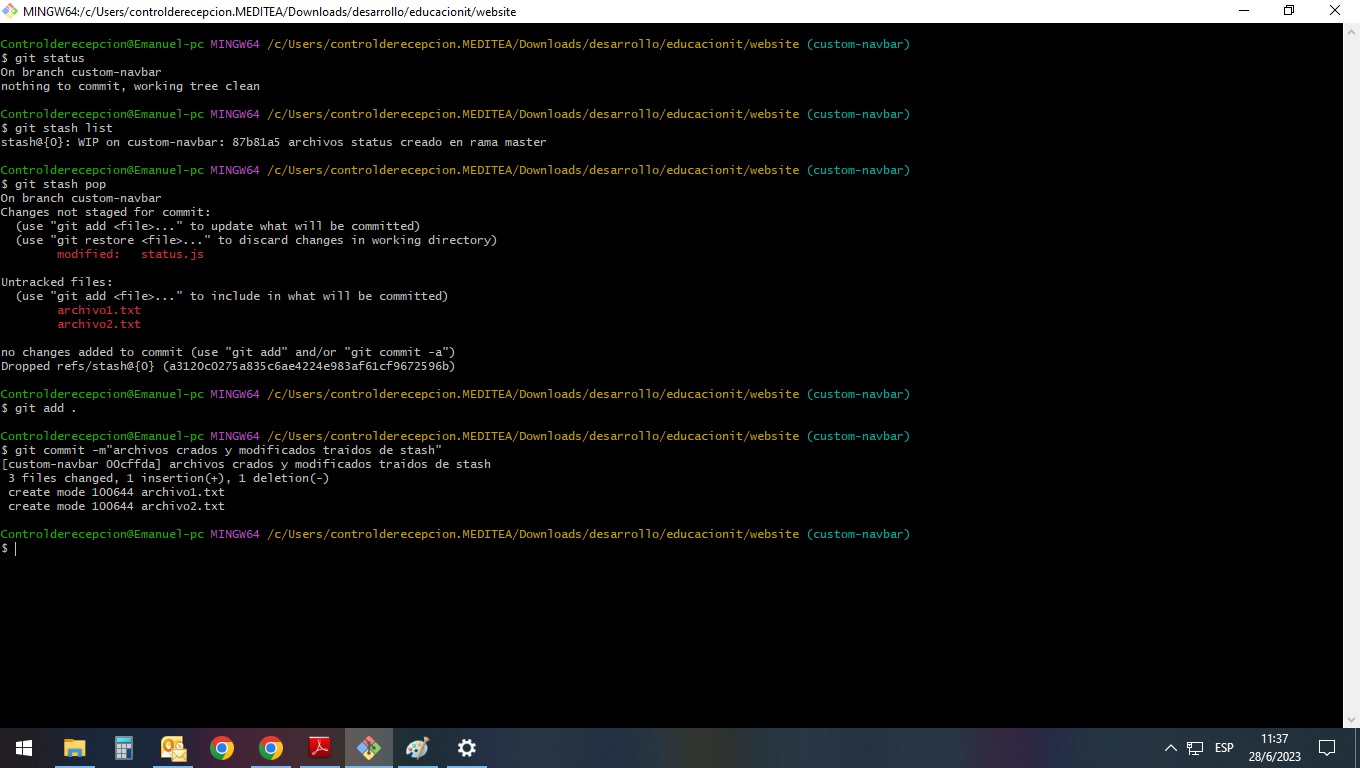 MINGW64:/c/Users/controlderecepcion.MEDITEA/Downloads/desarrollo/educacionit/website
Controlderecepcion@Emanuel-pc MINGW64 /c/Users/controlderecepcion.MEDITEA/Downloads/desarrollo/educacionit/website (custom-navbar)
$ git status
On branch custom-navbar
nothing to commit, working tree clean
Controlderecepcion@Emanuel-pc MINGW64 /c/Users/controlderecepcion.MEDITEA/Downloads/desarrollo/educacionit/website (custom-navbar)
$ git stash list
stash@{0}: WIP on custom-navbar: 87b81a5 archivos status creado en rama master
Controlderecepcion@Emanuel-pc MINGW64 /c/Users/controlderecepcion.MEDITEA/Downloads/desarrollo/educacionit/website (custom-navbar)
$ git stash pop
On branch custom-navbar
Changes not staged for commit:
  (use "git add <file>..." to update what will be committed)
  (use "git restore <file>..." to discard changes in working directory)
        modified:   status.js
Untracked files:
  (use "git add <file>..." to include in what will be committed)
        archivo1.txt
        archivo2.txt
no changes added to commit (use "git add" and/or "git commit -a")
Dropped refs/stash@{0} (a3120c0275a835c6ae4224e983af61cf9672596b)
Controlderecepcion@Emanuel-pc MINGW64 /c/Users/controlderecepcion.MEDITEA/Downloads/desarrollo/educacionit/website (custom-navbar)
$ git add .
Controlderecepcion@Emanuel-pc MINGW64 /c/Users/controlderecepcion.MEDITEA/Downloads/desarrollo/educacionit/website (custom-navbar)
$ git commit -m"archivos crados y modificados traidos de stash"
[custom-navbar 00cffda] archivos crados y modificados traidos de stash
 3 files changed, 1 insertion(+), 1 deletion(-)
 create mode 100644 archivo1.txt
 create mode 100644 archivo2.txt
Controlderecepcion@Emanuel-pc MINGW64 /c/Users/controlderecepcion.MEDITEA/Downloads/desarrollo/educacionit/website (custom-navbar)
$
ESP
11:37
28/6/2023